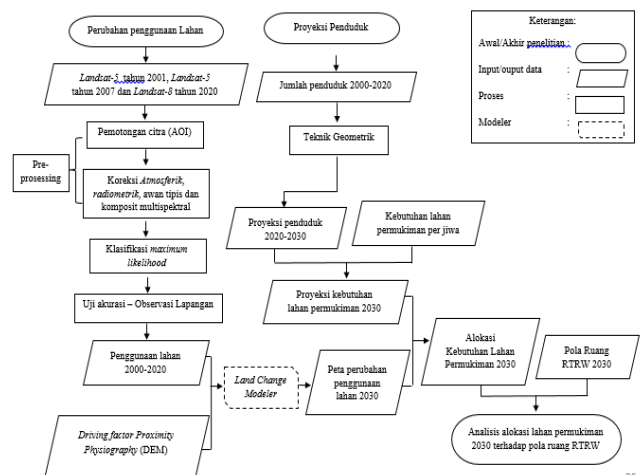 Perubahan penggunaan Lahan
Landsat-5 tahun 2001, Landsat-5
tahun 2007 dan Landsat-8 tahun 2020
Pemotongan citra (AOI)
Pre-
prosessing
Koreksi Atmosferik,
radiometrik, awan tipis dan
komposit multispektral
Klasifikasi maximum
likelihood
Uji akurasi – Observasi Lapangan
Penggunaan lahan
2000-2020
Driving factor Proximity
Physiography (DEM)
Land Change
Modeler
Proyeksi Penduduk
Jumlah penduduk 2000-2020
Teknik Geometrik
Proyeksi penduduk
2020-2030
Kebutuhan lahan
permukiman per jiwa
Proyeksi kebutuhan
lahan permukiman 2030
Peta perubahan
penggunaan
lahan 2030
Alokasi
Kebutuhan Lahan
Permukiman 2030
Pola Ruang
RTRW 2030
Analisis alokasi lahan permukiman
2030 terhadap pola ruang RTRW
Keterangan:
Awal/Akhir penelitian :
Input/ouput data :
Proses :
Modeler :